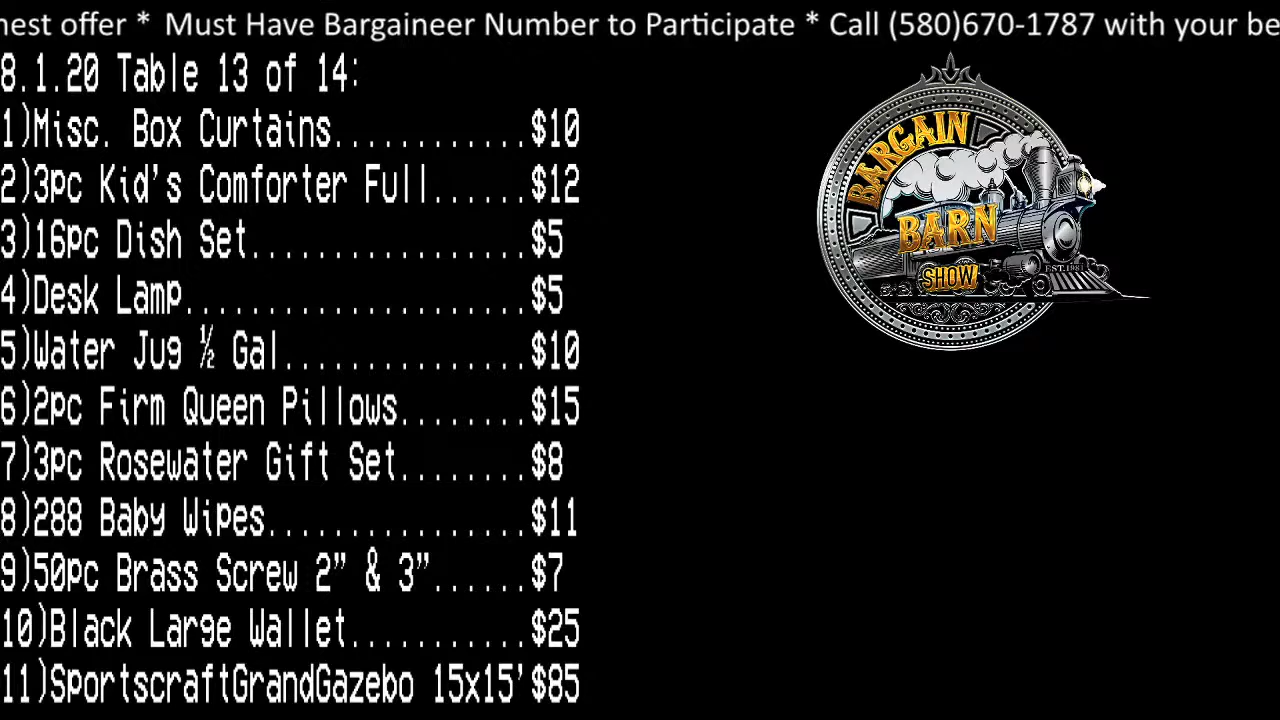 nest offer * Must Have Bargaineer Number to Participate * Call (580)670-1787 with your be
8.1.20 Table 13 of 14:
1)Misc. Box Curtains............$10
2)3pc Kid's Comforter Full......$12
3)16pc Dish Set.................$5
4)Desk Lamp.....................$5
5)Water Jug ½ Gal...............$10
6)2pc Firm Queen Pillows........$15
7)3pc Rosewater Gift Set........$8
8)288 Baby Wipes................$11
9)50pc Brass Screw 2" & 3"......$7
10)Black Large Wallet...........$25
11)SportscraftGrandGazebo 15x15'$85
BARGAIN
BARN
SHOW
EST.1981